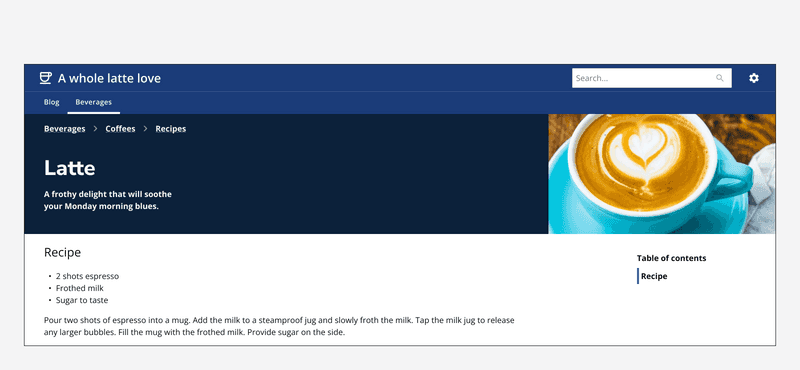 A whole latte love
Search...
Blog Beverages
Beverages > Coffees > Recipes
Latte
A frothy delight that will soothe
your Monday morning blues.
Recipe
• 2 shots espresso
• Frothed milk
• Sugar to taste
Pour two shots of espresso into a mug. Add the milk to a steamproof jug and slowly froth the milk. Tap the milk jug to release
any larger bubbles. Fill the mug with the frothed milk. Provide sugar on the side.
Table of contents
Recipe